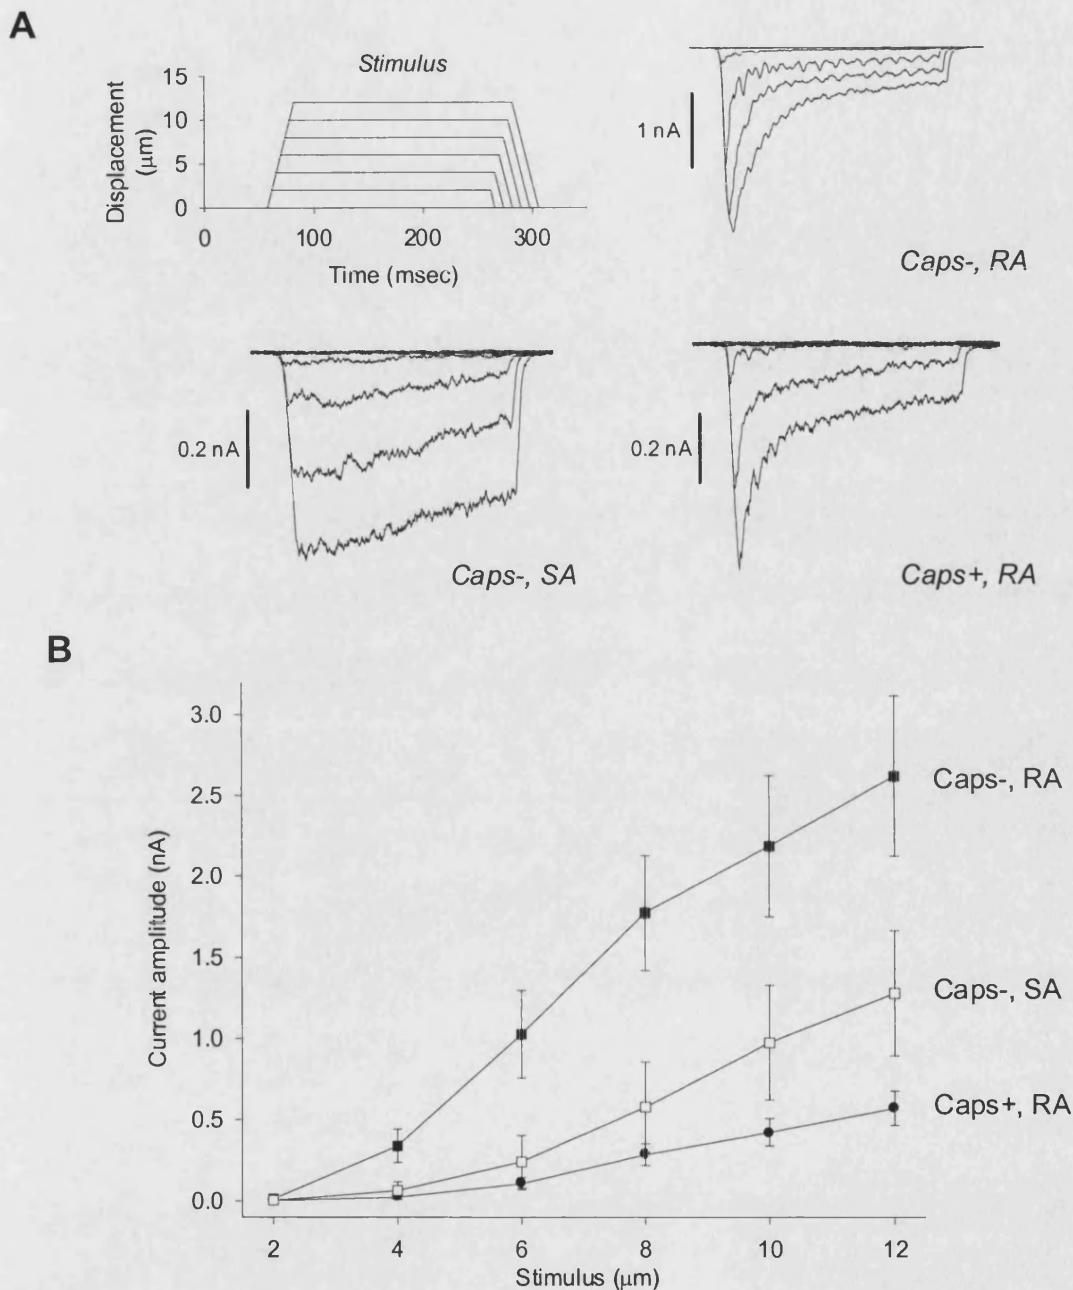 A
Stimulus
15
10
5
0
Displacement
(µm)
0
100
200
300
Time (msec)
1 nA
Caps-, RA
0.2 nA
Caps-, SA
0.2 nA
Caps+, RA
B
3.0
2.5
2.0
1.5
1.0
0.5
0.0
Current amplitude (nA)
Caps-, RA
Caps-, SA
Caps+, RA
2
4
6
8
10
12
Stimulus (µm)